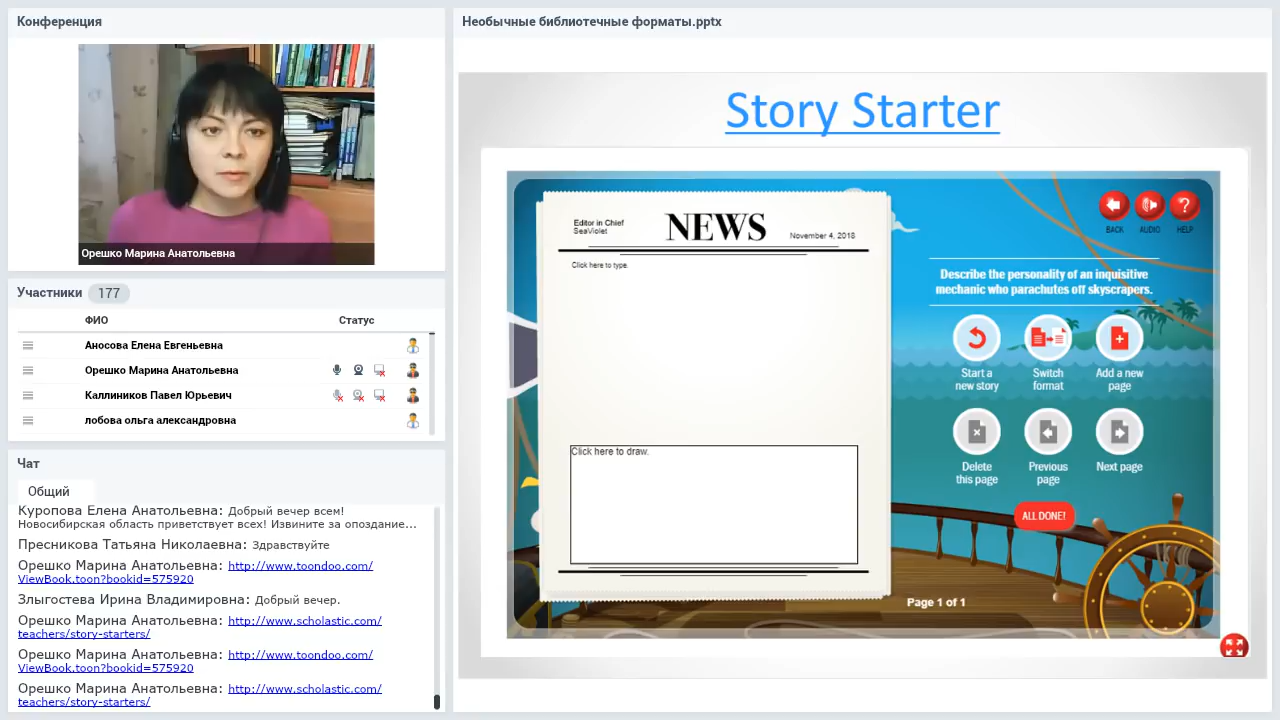 Конференция
Орешко Марина Анатольевна
Участники 177
ФИО Статус
Аносова Елена Евгеньевна
Орешко Марина Анатольевна
Каллиников Павел Юрьевич
лобова ольга александровна
Чат
Общий
Куропова Елена Анатольевна: Добрый вечер всем!
Новосибирская область приветствует всех! Извините за опоздание...
Пресникова Татьяна Николаевна: Здравствуйте
Орешко Марина Анатольевна: http://www.toondoo.com/
ViewBook.toon?bookid=575920
Злыгостева Ирина Владимировна: Добрый вечер.
Орешко Марина Анатольевна: http://www.scholastic.com/
teachers/story-starters/
Орешко Марина Анатольевна: http://www.toondoo.com/
ViewBook.toon?bookid=575920
Орешко Марина Анатольевна: http://www.scholastic.com/
teachers/story-starters/
Необычные библиотечные форматы.pptx
Story Starter
Editor in Chief
SeaViolet
NEWS
November 4, 2018
Click here to type.
Click here to draw.
BACK AUDIO HELP
Describe the personality of an inquisitive
mechanic who parachutes off skyscrapers.
Start a
new story
Switch
format
Add a new
page
Delete
this page
Previous
page
Next page
ALL DONE!
Page 1 of 1